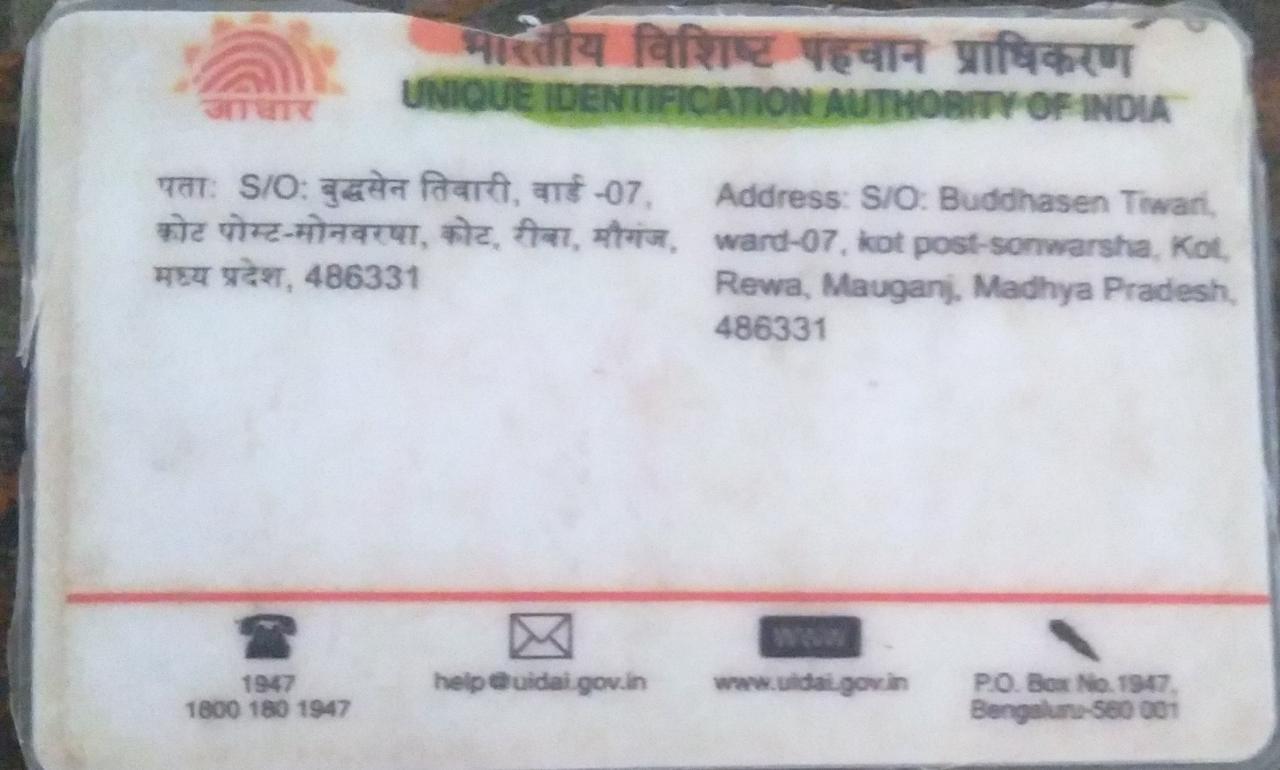 भारतीय विशिष्ट पहचान प्राधिकरण
आधार
UNIQUE IDENTIFICATION AUTHORITY OF INDIA
पता: S/O: बुद्धसेन तिवारी, वार्ड -07,
कोट पोस्ट-सोनवरषा, कोट, रीवा, मौगंज,
मध्य प्रदेश, 486331
Address: S/O: Buddhasen Tiwari,
ward-07, kot post-sonwarsha, Kot,
Rewa, Mauganj, Madhya Pradesh,
486331
1947
1800 180 1947
help@uidai.gov.in
www
www.uidai.gov.in
P.O. Box No.1947,
Bengaluru-560 001